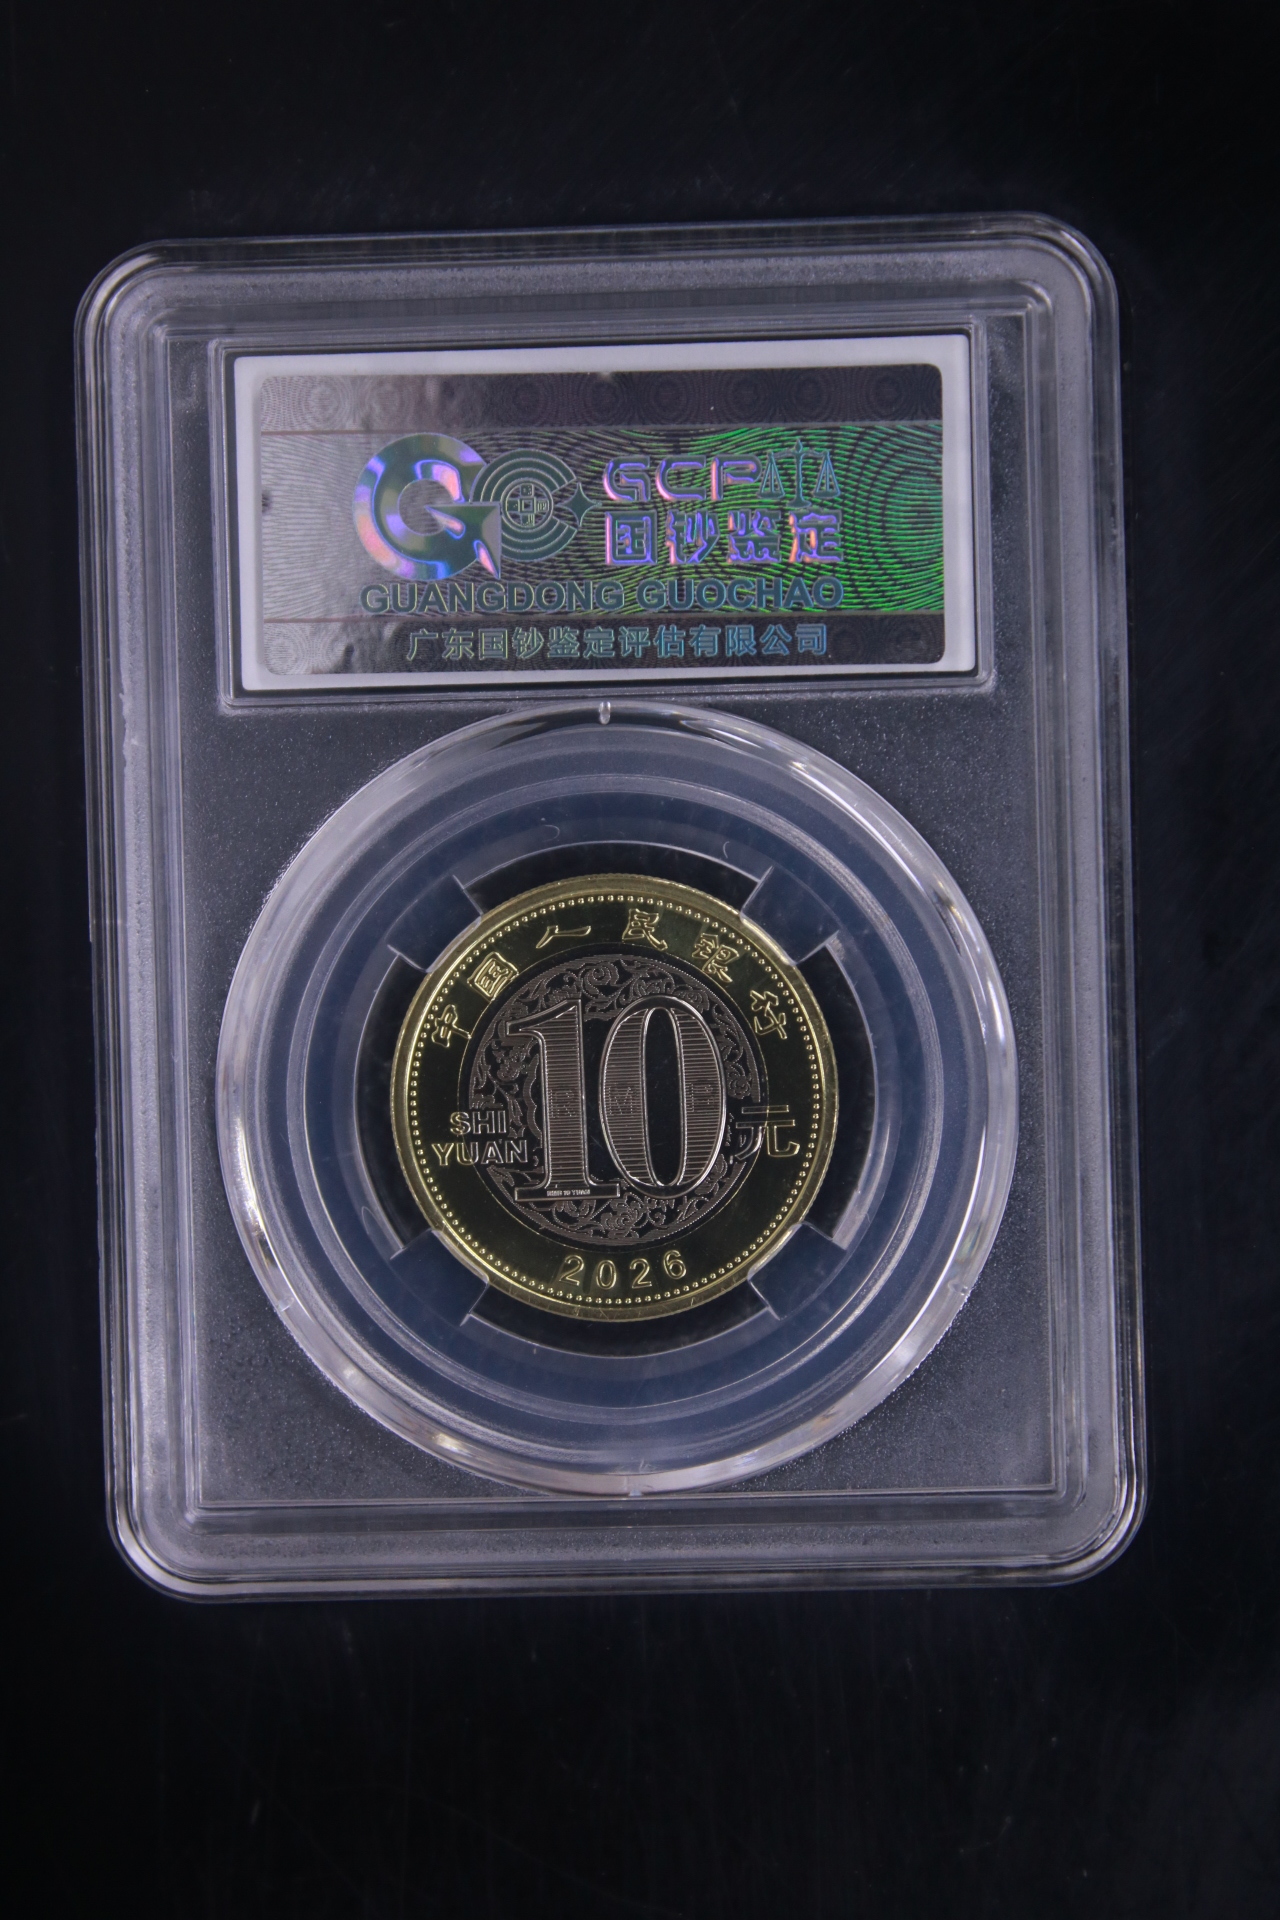 GCP
国钞鉴定
GUANGDONG GUOCHAO
广东国钞鉴定评估有限公司
中国人民银行
10
RMB
SHI
YUAN
元
2026